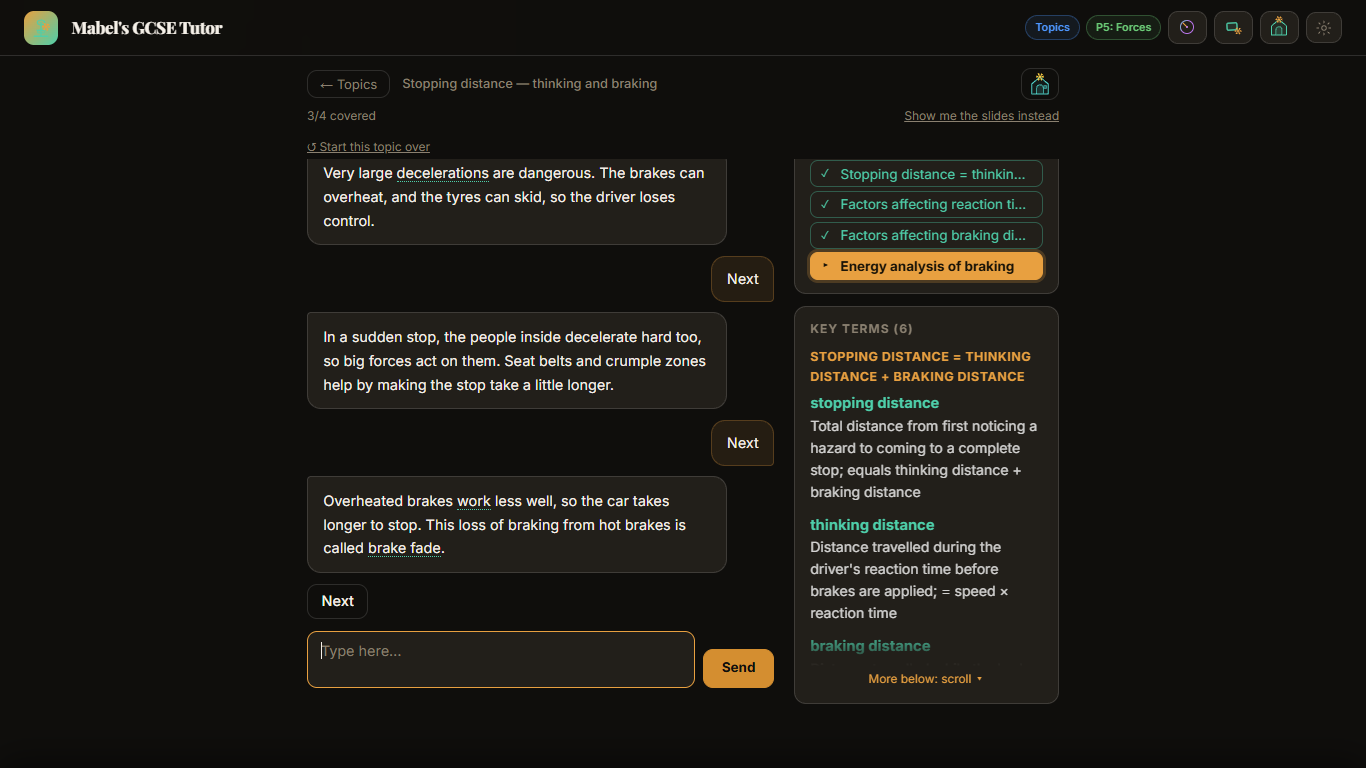 Mabel's GCSE Tutor
Topics
P5: Forces
← Topics
Stopping distance — thinking and braking
3/4 covered
Show me the slides instead
↺ Start this topic over
Very large decelerations are dangerous. The brakes can
overheat, and the tyres can skid, so the driver loses
control.
Next
In a sudden stop, the people inside decelerate hard too,
so big forces act on them. Seat belts and crumple zones
help by making the stop take a little longer.
Next
Overheated brakes work less well, so the car takes
longer to stop. This loss of braking from hot brakes is
called brake fade.
Next
Type here...
Send
✓ Stopping distance = thinkin...
✓ Factors affecting reaction ti...
✓ Factors affecting braking di...
‣ Energy analysis of braking
KEY TERMS (6)
STOPPING DISTANCE = THINKING
DISTANCE + BRAKING DISTANCE
stopping distance
Total distance from first noticing a
hazard to coming to a complete
stop; equals thinking distance +
braking distance
thinking distance
Distance travelled during the
driver's reaction time before
brakes are applied; = speed ×
reaction time
braking distance
More below: scroll ▾